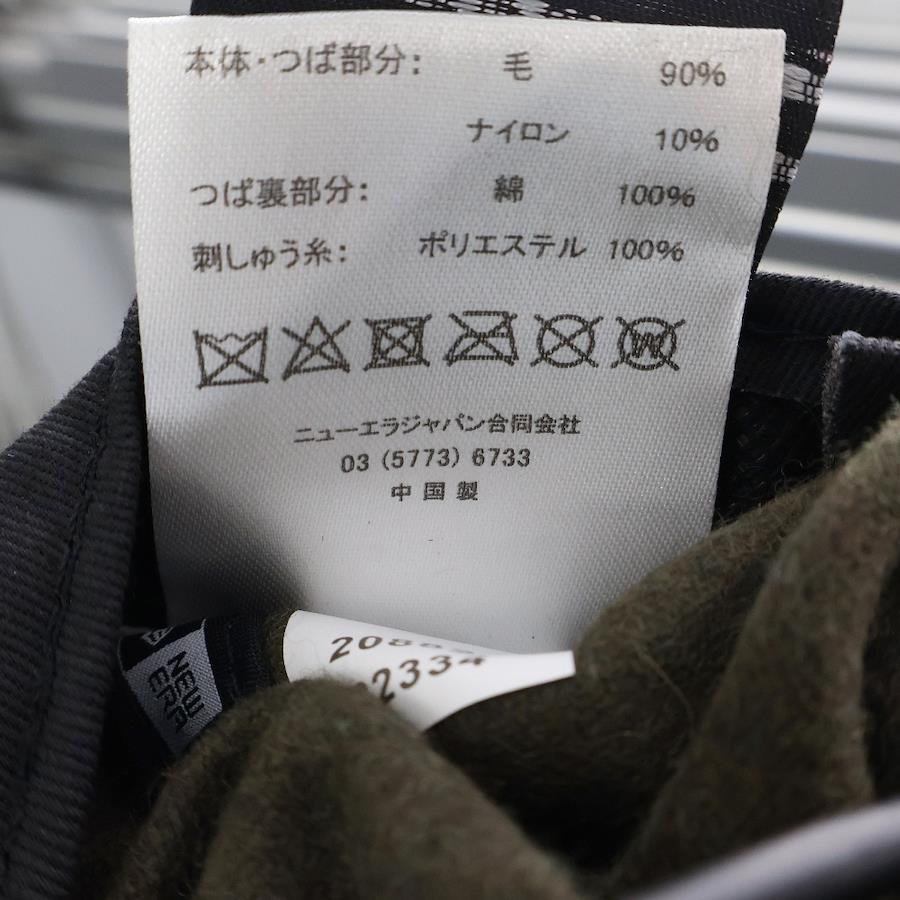 本体・つば部分: 毛 90%
ナイロン 10%
つば裏部分: 綿 100%
刺しゅう糸: ポリエステル 100%
W
ニューエラジャパン合同会社
03 (5773) 6733
中国製
2334
NEW
ERA